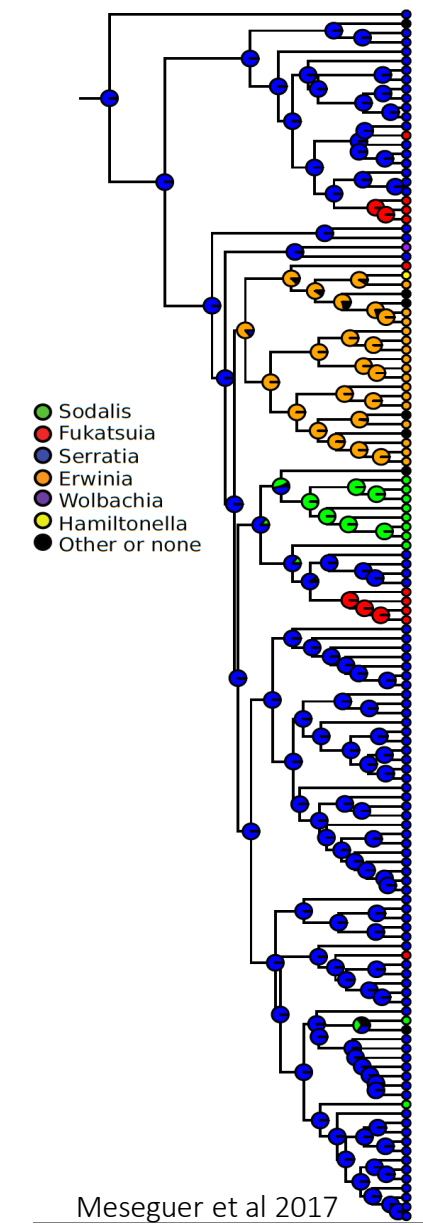 Sodalis
Fukatsuia
Serratia
Erwinia
Wolbachia
Hamiltonella
Other or none
Meseguer et al 2017